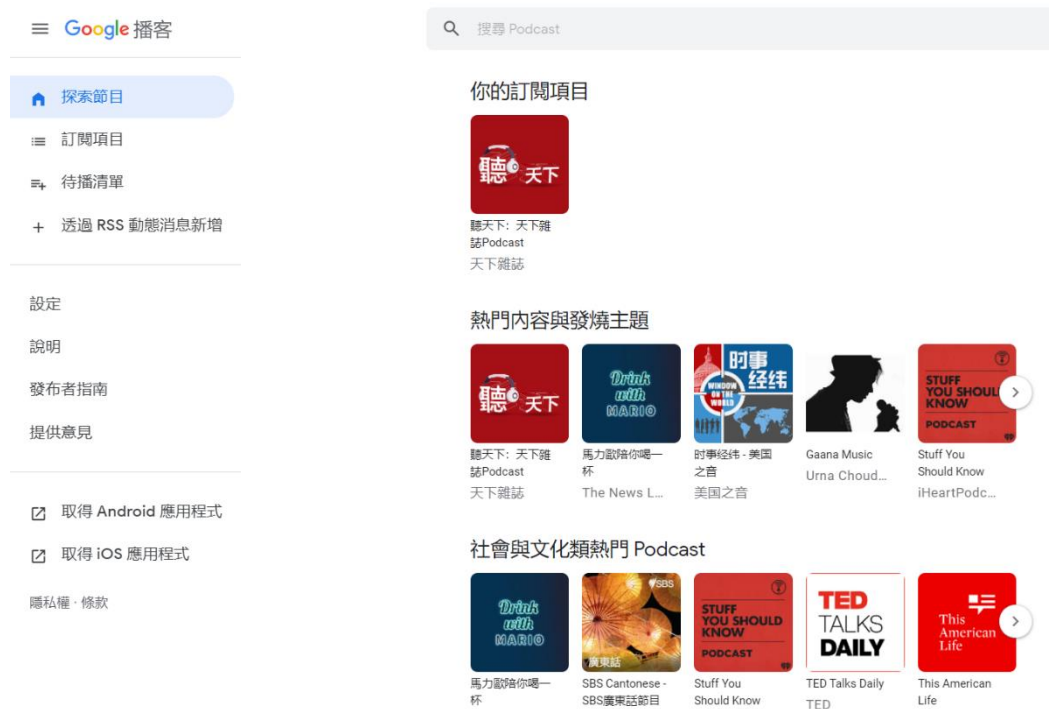 Google 播客
搜尋 Podcast
探索節目
訂閱項目
待播清單
透過 RSS 動態消息新增
設定
說明
發布者指南
提供意見
取得 Android 應用程式
取得 iOS 應用程式
隱私權 · 條款
你的訂閱項目
聽天下
聽天下：天下雜
誌Podcast
天下雜誌
熱門內容與發燒主題
聽天下
聽天下：天下雜
誌Podcast
天下雜誌
Drink
with
MARIO
馬力歐陪你喝一
杯
The News L...
时事
经纬
WINDOW
ON THE
WORLD
时事经纬 - 美国
之音
美国之音
Gaana Music
Urna Choud...
STUFF
YOU SHOUL
KNOW
PODCAST
Stuff You
Should Know
iHeartPodc...
社會與文化類熱門 Podcast
Drink
with
MARIO
馬力歐陪你喝一
杯
SBS
廣東話
SBS Cantonese -
SBS廣東話節目
STUFF
YOU SHOULD
KNOW
PODCAST
Stuff You
Should Know
TED
TALKS
DAILY
TED Talks Daily
TED
This
American
Life
This American
Life